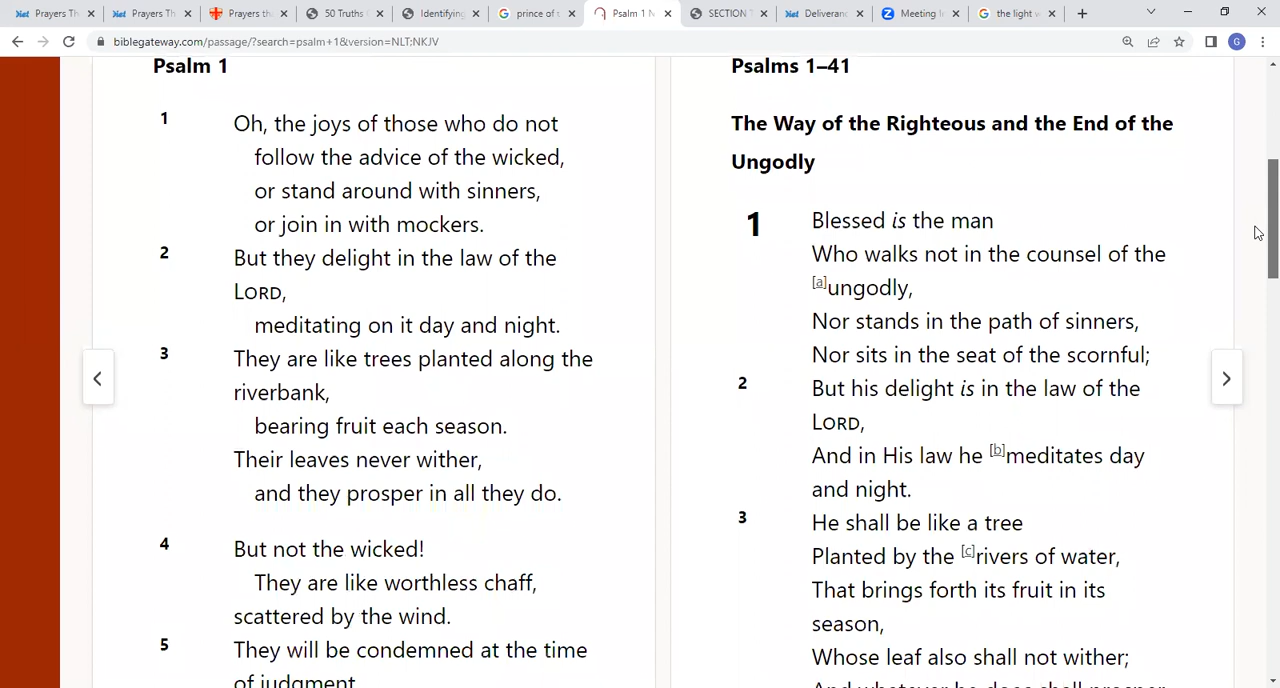 Prayers Th
Prayers Th
Prayers tha
50 Truths
Identifying
prince of t
Psalm 1 N
SECTION
Deliveranc
Meeting I
the light v
biblegateway.com/passage/?search=psalm+1&version=NLT;NKJV
G
Psalm 1
1 Oh, the joys of those who do not
follow the advice of the wicked,
or stand around with sinners,
or join in with mockers.
2 But they delight in the law of the
LORD,
meditating on it day and night.
3 They are like trees planted along the
riverbank,
bearing fruit each season.
Their leaves never wither,
and they prosper in all they do.
4 But not the wicked!
They are like worthless chaff,
scattered by the wind.
5 They will be condemned at the time
of judgment.
Psalms 1–41
The Way of the Righteous and the End of the
Ungodly
1 Blessed is the man
Who walks not in the counsel of the
[a]ungodly,
Nor stands in the path of sinners,
Nor sits in the seat of the scornful;
2 But his delight is in the law of the
LORD,
And in His law he [b]meditates day
and night.
3 He shall be like a tree
Planted by the [c]rivers of water,
That brings forth its fruit in its
season,
Whose leaf also shall not wither;
And whatever he does shall prosper